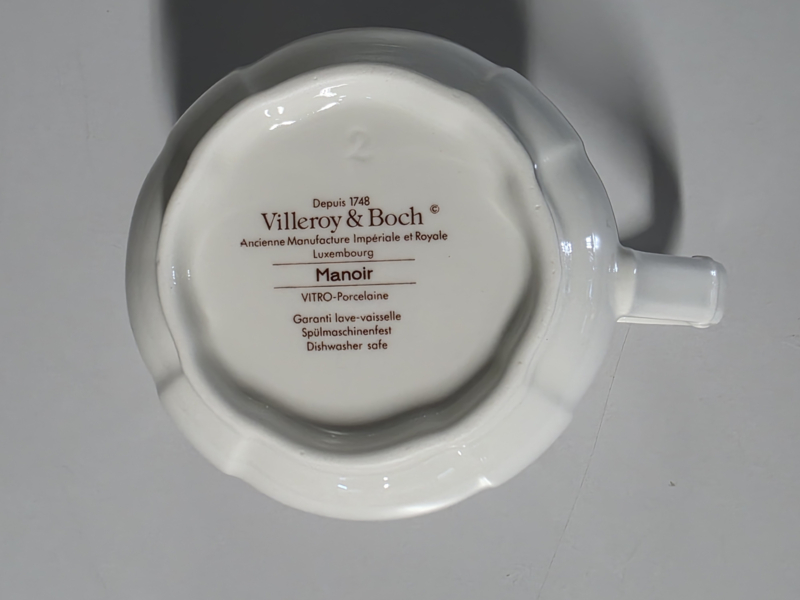 2
Depuis 1748
Villeroy & Boch ©
Ancienne Manufacture Impériale et Royale
Luxembourg
Manoir
VITRO-Porcelaine
Garanti lave-vaisselle
Spülmaschinenfest
Dishwasher safe